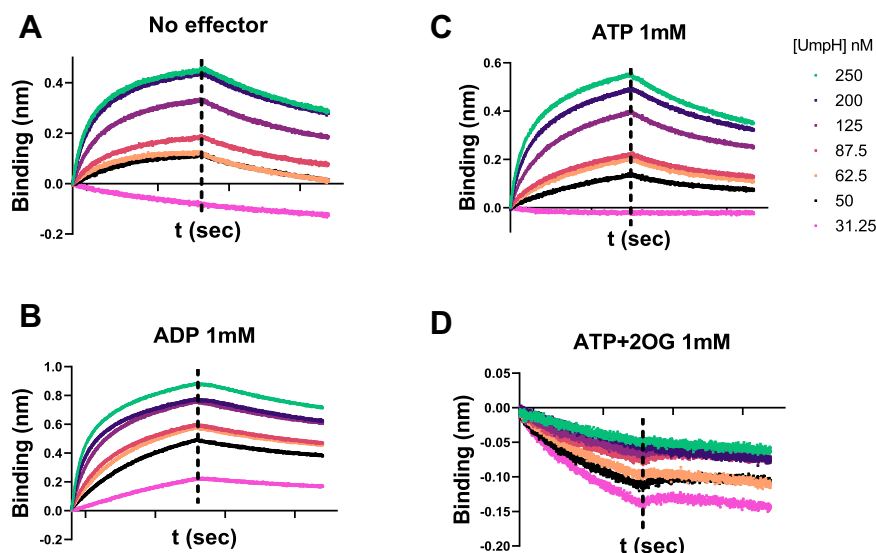 A
No effector
Binding (nm)
0.4
0.2
0.0
-0.2
t (sec)
C
ATP 1mM
Binding (nm)
0.6
0.4
0.2
0.0
t (sec)
[UmpH] nM
250
200
125
87.5
62.5
50
31.25
B
ADP 1mM
Binding (nm)
1.0
0.8
0.6
0.4
0.2
0.0
t (sec)
D
ATP+2OG 1mM
Binding (nm)
0.05
0.00
-0.05
-0.10
-0.15
-0.20
t (sec)